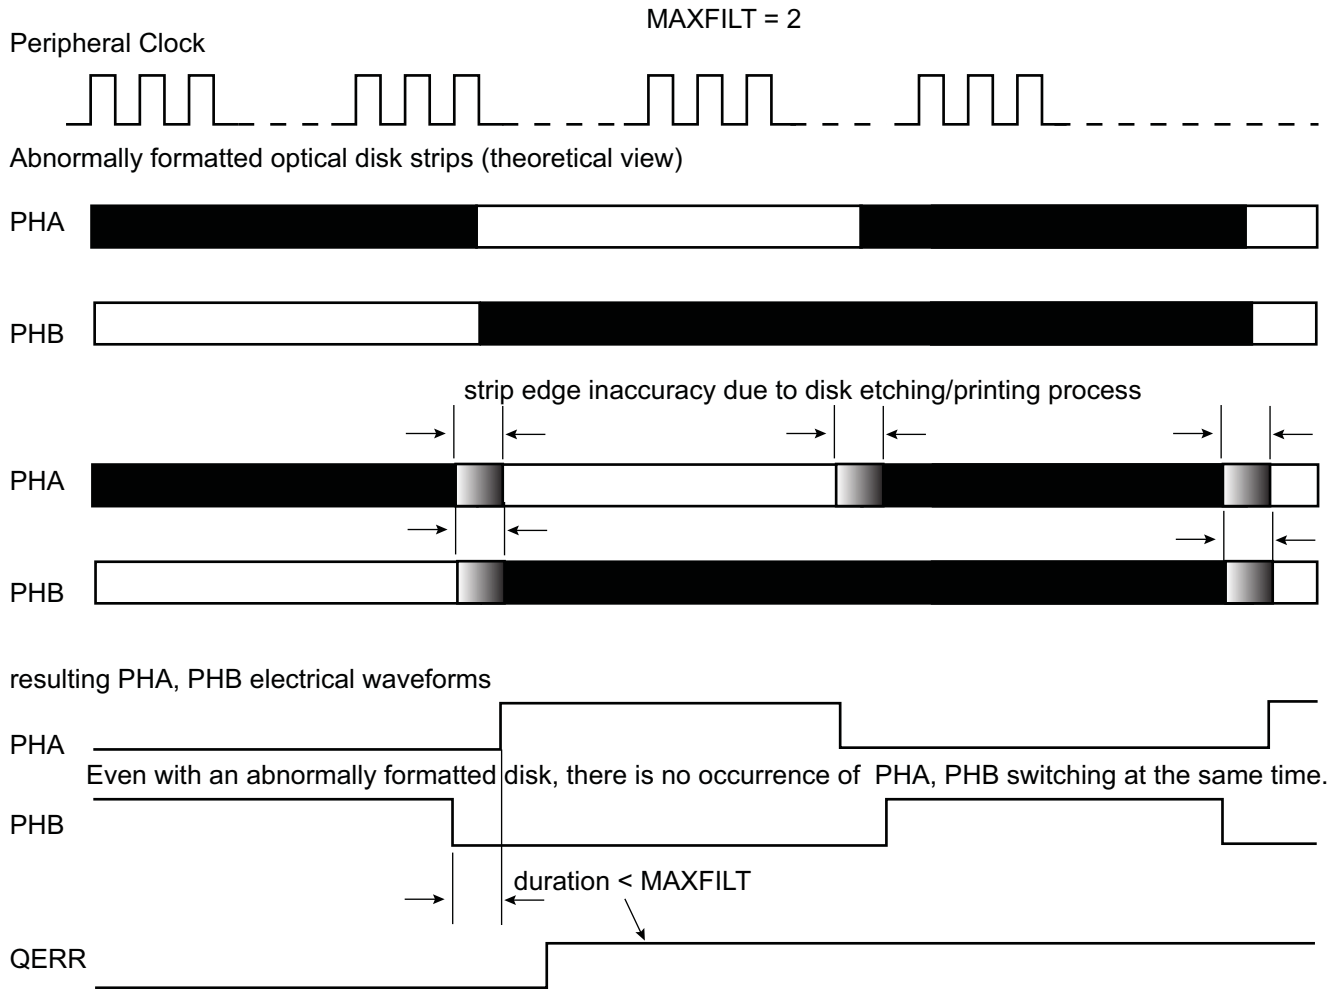 MAXFILT = 2
Peripheral Clock
Abnormally formatted optical disk strips (theoretical view)
PHA
PHB
strip edge inaccuracy due to disk etching/printing process
PHA
PHB
resulting PHA, PHB electrical waveforms
PHA
Even with an abnormally formatted disk, there is no occurrence of PHA, PHB switching at the same time.
PHB
duration < MAXFILT
QERR